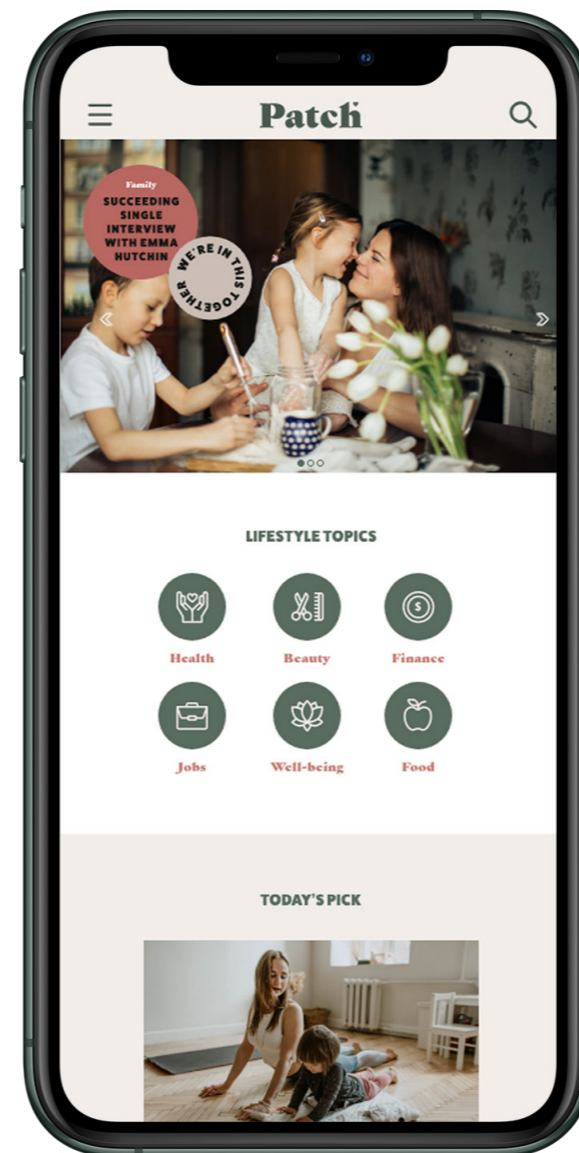 Patch
Family
SUCCEEDING
SINGLE
INTERVIEW
WITH EMMA
HUTCHIN
WE'RE IN THIS TOGETHER
LIFESTYLE TOPICS
S
Health
Beauty
Finance
Jobs
Well-being
Food
TODAY'S PICK